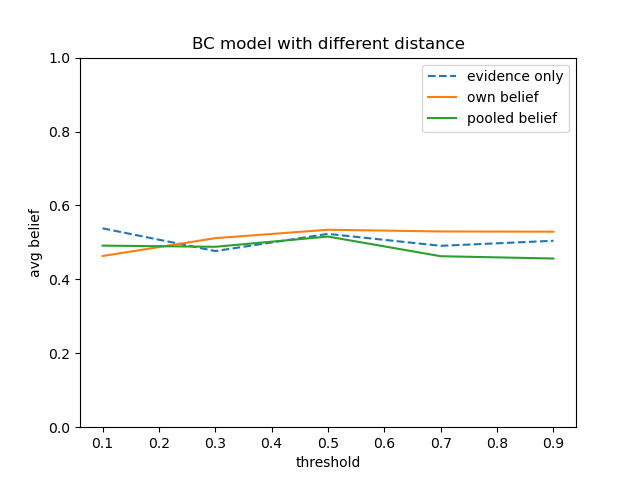 BC model with different distance
evidence only
own belief
pooled belief
1.0
0.8
0.6
0.4
0.2
0.0
avg belief
0.1 0.2 0.3 0.4 0.5 0.6 0.7 0.8 0.9
threshold